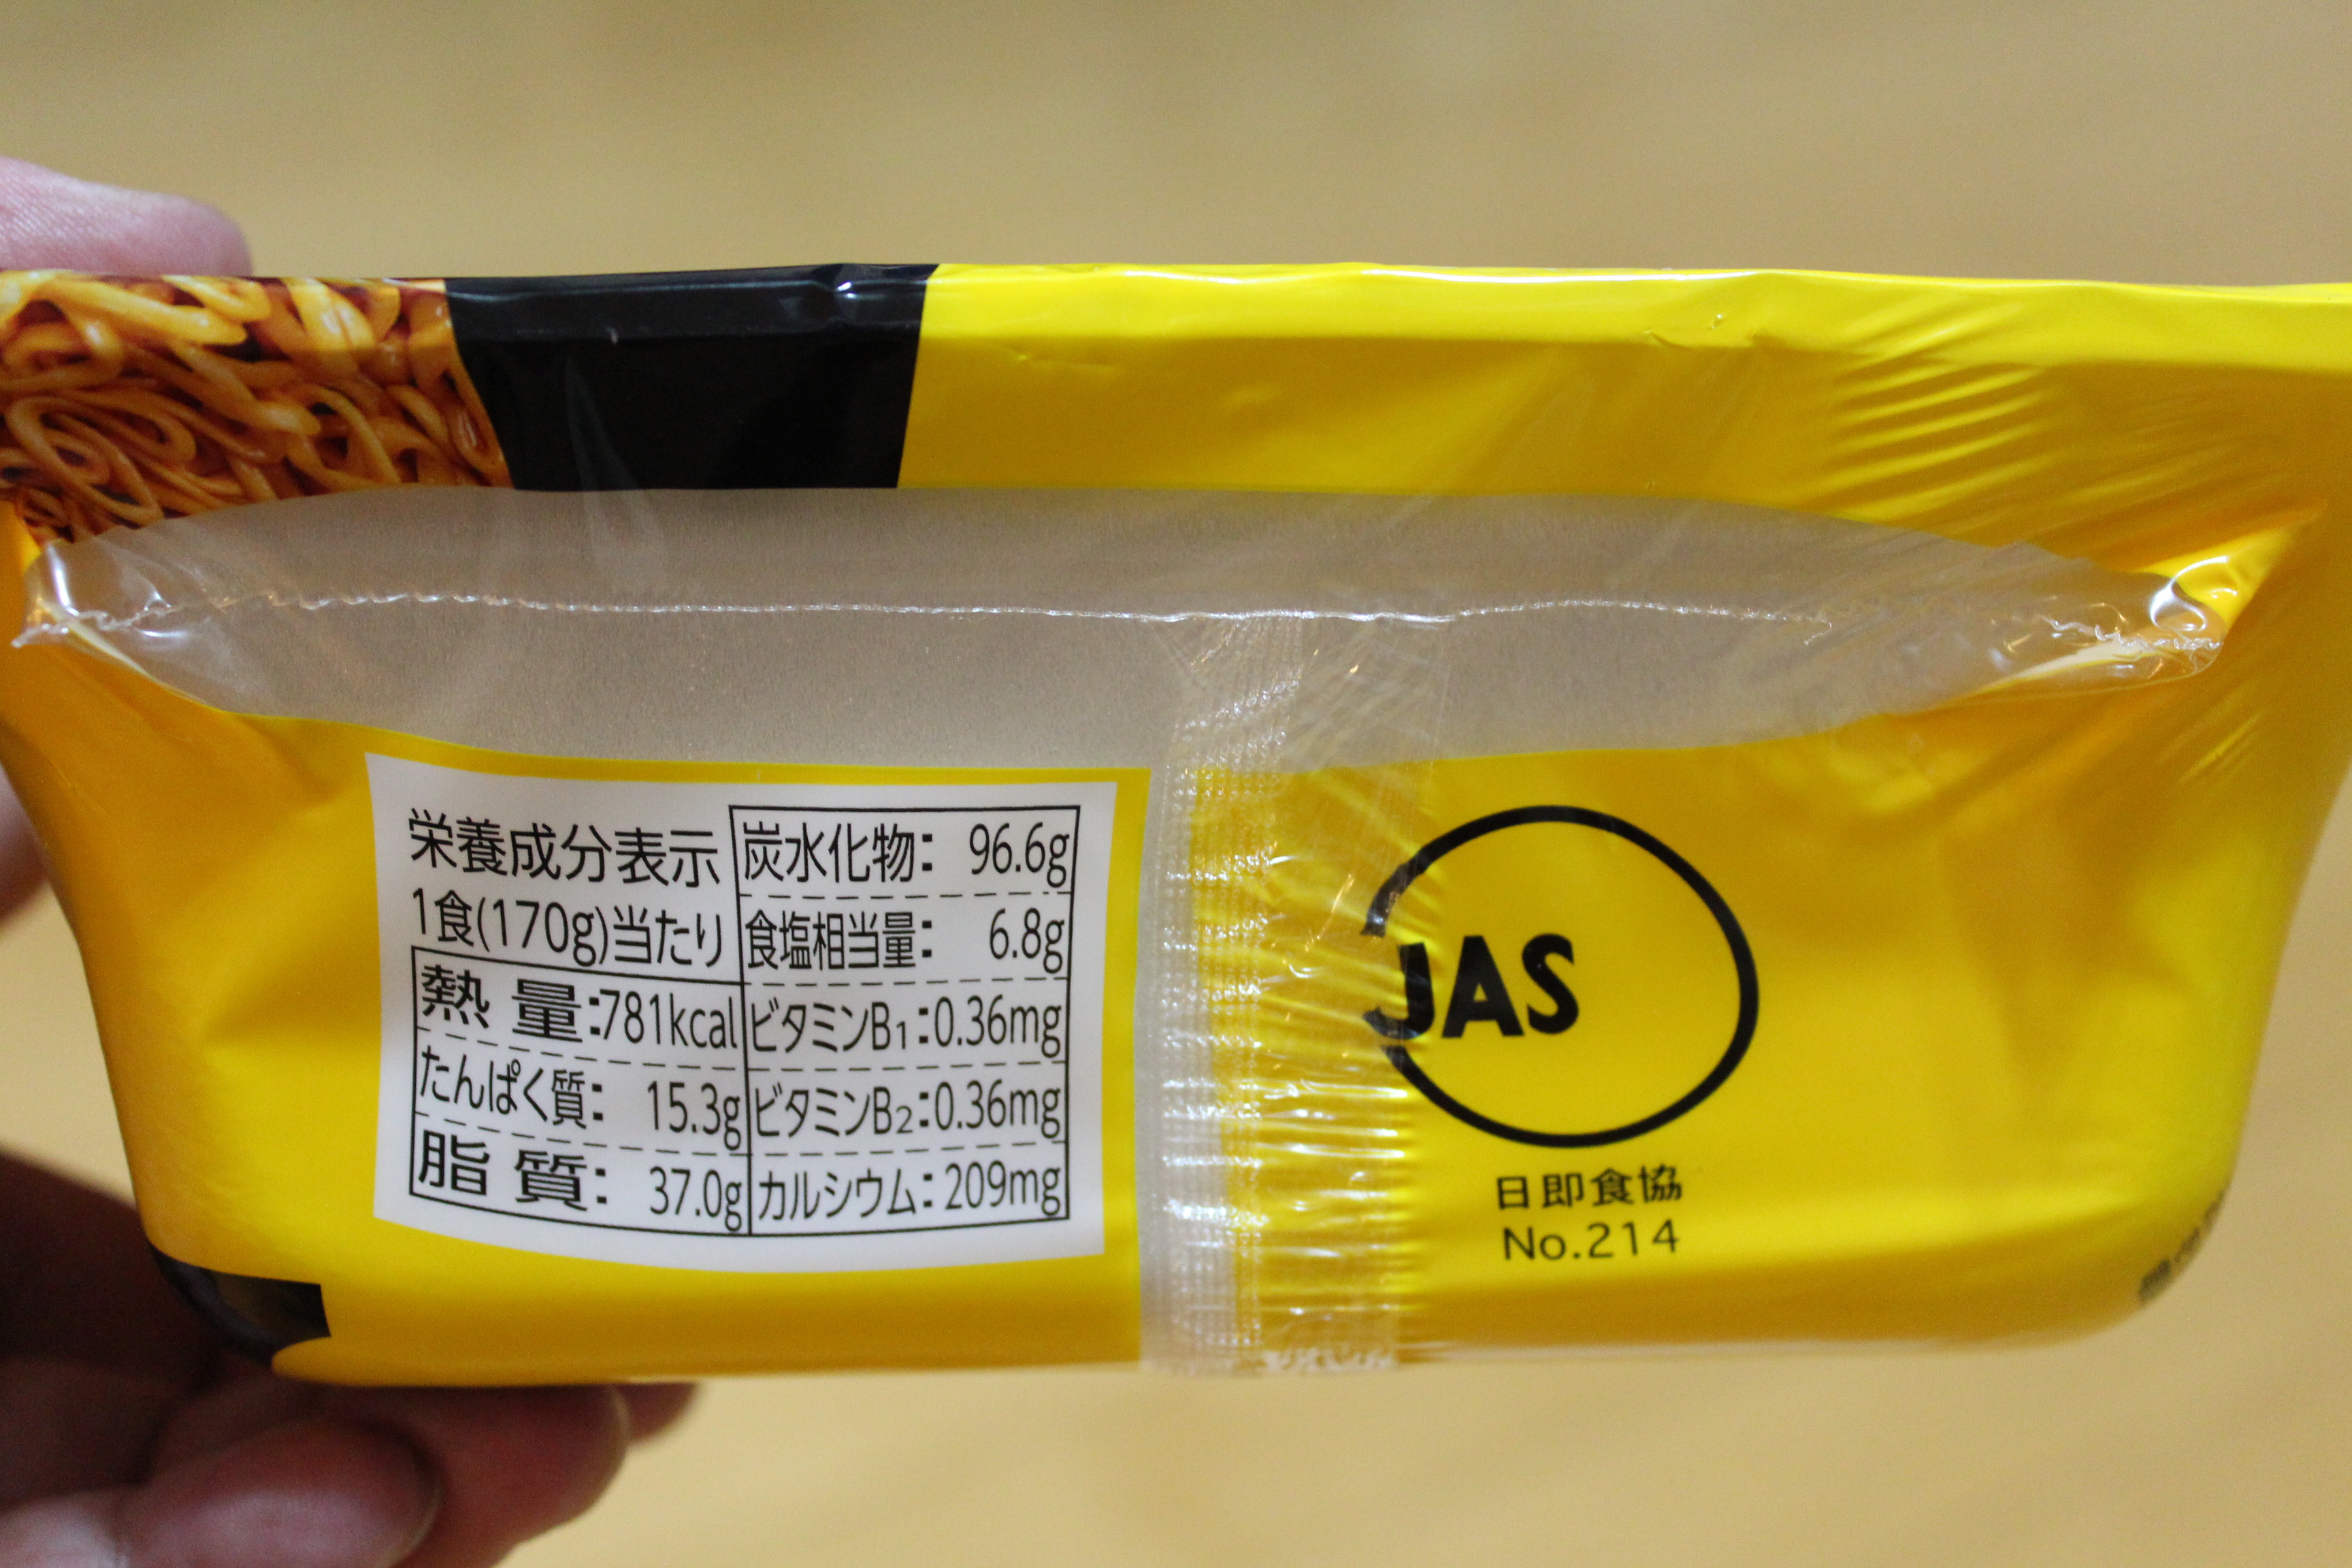 栄養成分表示
1食(170g)当たり
熱量:781kcal
たんぱく質: 15.3g
脂質: 37.0g
炭水化物: 96.6g
食塩相当量: 6.8g
ビタミンB₁:0.36mg
ビタミンB₂:0.36mg
カルシウム:209mg
JAS
日即食協
No.214